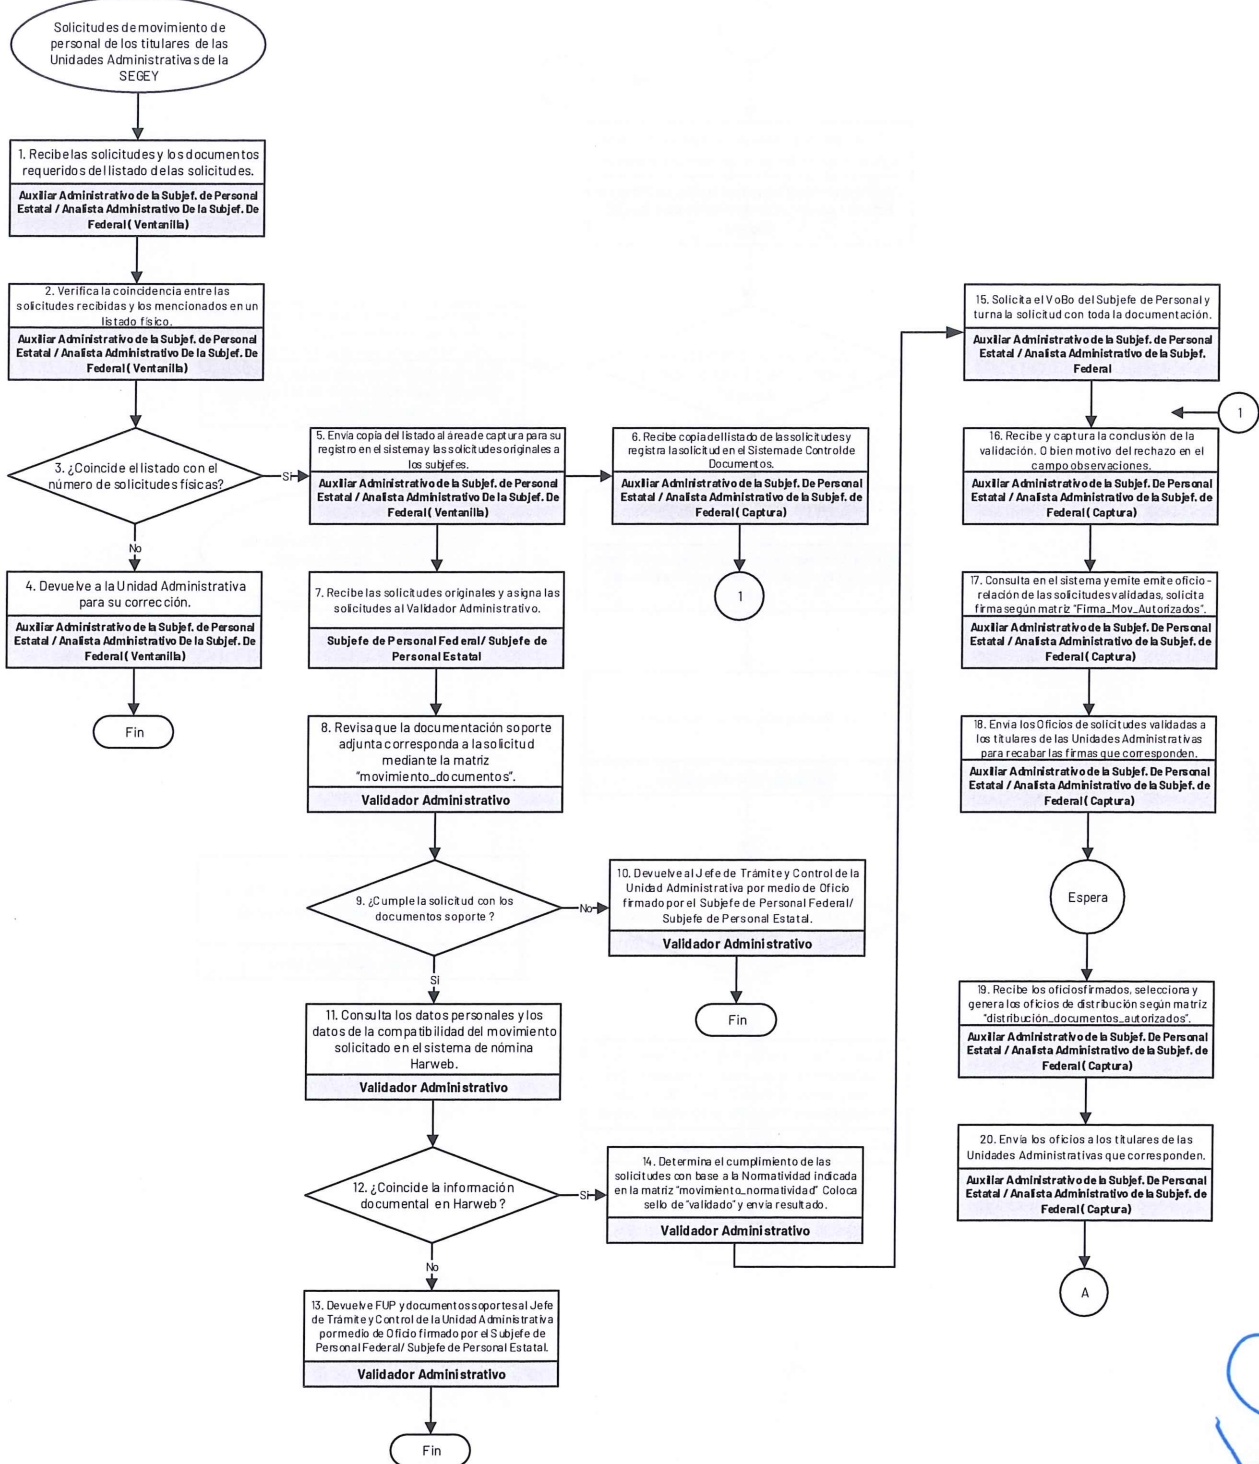 Solicitudes de movimiento de
personal de los titulares de las
Unidades Administrativas de la
SEGEY
1. Recibe las solicitudes y los documentos
requeridos del listado de las solicitudes.
Auxiliar Administrativo de la Subjef. de Personal
Estatal / Analista Administrativo De la Subjef. De
Federal ( Ventanilla)
2. Verifica la coincidencia entre las
solicitudes recibidas y los mencionados en un
listado físico.
Auxiliar Administrativo de la Subjef. de Personal
Estatal / Analista Administrativo De la Subjef. De
Federal ( Ventanilla)
3. ¿Coincide el listado con el
número de solicitudes físicas?
Si
No
4. Devuelve a la Unidad Administrativa
para su corrección.
Auxiliar Administrativo de la Subjef. de Personal
Estatal / Analista Administrativo De la Subjef. De
Federal ( Ventanilla)
Fin
5. Envía copia del listado al área de captura para su
registro en el sistema y las solicitudes originales a
los subjefes.
Auxiliar Administrativo de la Subjef. de Personal
Estatal / Analista Administrativo De la Subjef. De
Federal ( Ventanilla)
6. Recibe copia del listado de las solicitudes y
registra la solicitud en el Sistema de Control de
Documentos.
Auxiliar Administrativo de la Subjef. De Personal
Estatal / Analista Administrativo de la Subjef. de
Federal ( Captura)
1
7. Recibe las solicitudes originales y asigna las
solicitudes al Validador Administrativo.
Subjefe de Personal Federal/ Subjefe de
Personal Estatal
8. Revisa que la documentación soporte
adjunta corresponda a la solicitud
mediante la matriz
"movimiento_documentos".
Validador Administrativo
9. ¿Cumple la solicitud con los
documentos soporte ?
No
Si
10. Devuelve al Jefe de Trámite y Control de la
Unidad Administrativa por medio de Oficio
firmado por el Subjefe de Personal Federal/
Subjefe de Personal Estatal.
Validador Administrativo
Fin
11. Consulta los datos personales y los
datos de la compatibilidad del movimiento
solicitado en el sistema de nómina
Harweb.
Validador Administrativo
12. ¿Coincide la información
documental en Harweb ?
Si
No
13. Devuelve FUP y documentos soportes al Jefe
de Trámite y Control de la Unidad Administrativa
por medio de Oficio firmado por el Subjefe de
Personal Federal/ Subjefe de Personal Estatal.
Validador Administrativo
Fin
14. Determina el cumplimiento de las
solicitudes con base a la Normatividad indicada
en la matriz "movimiento_normatividad" Coloca
sello de "validado" y envía resultado.
Validador Administrativo
15. Solicita el VoBo del Subjefe de Personal y
turna la solicitud con toda la documentación.
Auxiliar Administrativo de la Subjef. de Personal
Estatal / Analista Administrativo de la Subjef.
Federal
1
16. Recibe y captura la conclusión de la
validación. O bien motivo del rechazo en el
campo observaciones.
Auxiliar Administrativo de la Subjef. De Personal
Estatal / Analista Administrativo de la Subjef. de
Federal ( Captura)
17. Consulta en el sistema y emite emite oficio -
relación de las solicitudes validadas, solicita
firma según matriz "Firma_Mov_Autorizados".
Auxiliar Administrativo de la Subjef. De Personal
Estatal / Analista Administrativo de la Subjef. de
Federal ( Captura)
18. Envía los Oficios de solicitudes validadas a
los titulares de las Unidades Administrativas
para recabar las firmas que corresponden.
Auxiliar Administrativo de la Subjef. De Personal
Estatal / Analista Administrativo de la Subjef. de
Federal ( Captura)
Espera
19. Recibe los oficios firmados, selecciona y
genera los oficios de distribución según matriz
"distribución_documentos_autorizados".
Auxiliar Administrativo de la Subjef. De Personal
Estatal / Analista Administrativo de la Subjef. de
Federal ( Captura)
20. Envía los oficios a los titulares de las
Unidades Administrativas que corresponden.
Auxiliar Administrativo de la Subjef. De Personal
Estatal / Analista Administrativo de la Subjef. de
Federal ( Captura)
A